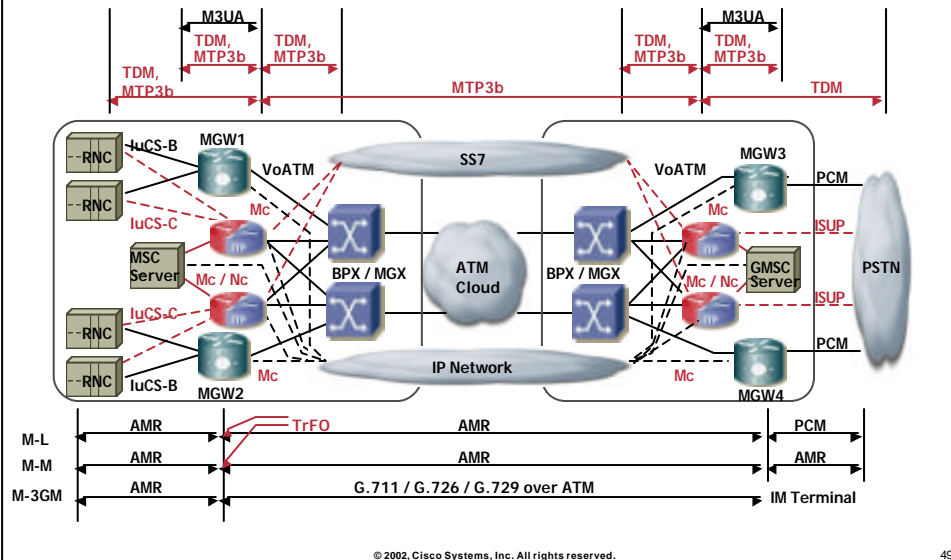 M3UA
M3UA
TDM,
MTP3b
TDM,
MTP3b
TDM,
MTP3b
TDM,
MTP3b
TDM,
MTP3b
MTP3b
TDM
RNC
IuCS-B
MGW1
VoATM
SS7
VoATM
MGW3
PCM
RNC
IuCS-C
Mc
Mc
ISUP
ITP
ITP
MSC
Server
BPX / MGX
ATM
Cloud
BPX / MGX
GMSC
Server
PSTN
Mc / Nc
Mc / Nc
IuCS-C
ITP
ITP
ISUP
RNC
RNC
IuCS-B
MGW2
Mc
IP Network
Mc
MGW4
PCM
M-L
AMR
TrFO
AMR
PCM
M-M
AMR
AMR
AMR
M-3GM
AMR
G.711 / G.726 / G.729 over ATM
IM Terminal
© 2002, Cisco Systems, Inc. All rights reserved.
49